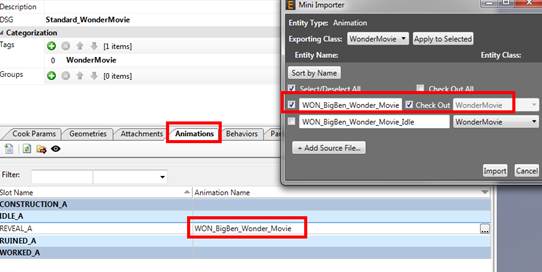 Description
DSG Standard_WonderMovie
Categorization
Tags [1 items]
0 WonderMovie
Groups [0 items]
Cook Params Geometries Attachments Animations Behaviors
Filter:
Slot Name Animation Name
CONSTRUCTION_A
IDLE_A
REVEAL_A WON_BigBen_Wonder_Movie ...
RUINED_A
WORKED_A
E Mini Importer
Entity Type: Animation
Exporting Class: WonderMovie Apply to Selected
Entity Name: Entity Class:
Sort by Name
Select/Deselect All Check Out All
WON_BigBen_Wonder_Movie Check Out WonderMovie
WON_BigBen_Wonder_Movie_Idle WonderMovie
+ Add Source File...
Import Cancel